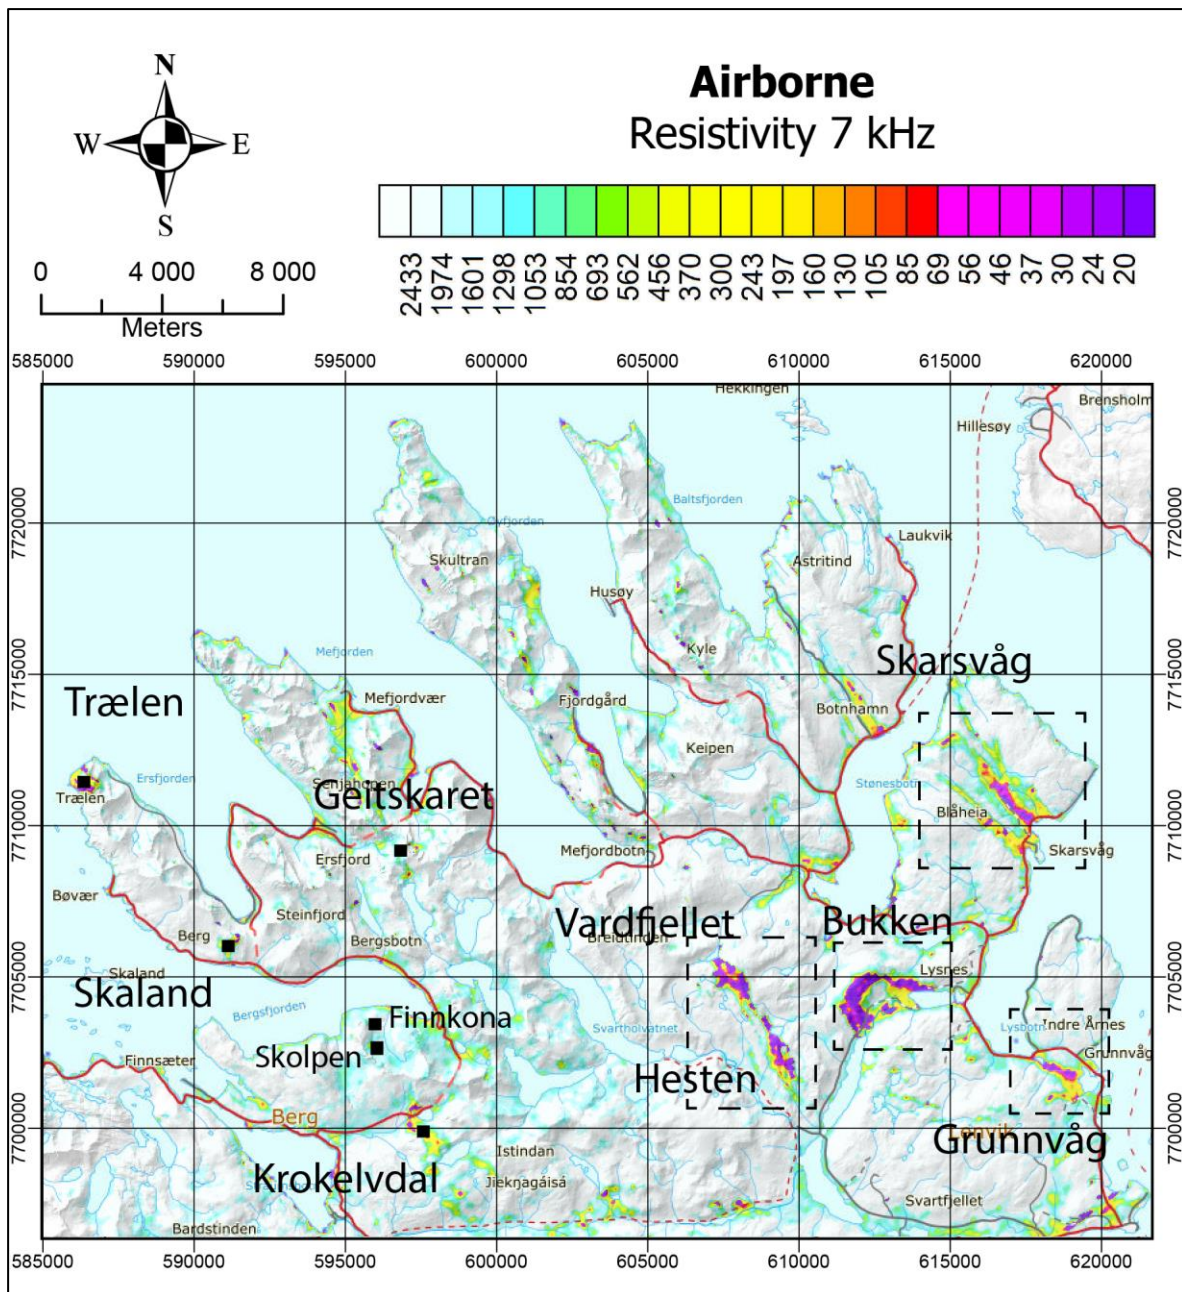 N
W E
S
Airborne
Resistivity 7 kHz
0 4 000 8 000
Meters
2433 1974 1601 1298 1053 854 693 562 456 370 300 243 197 160 130 105 85 69 56 46 37 30 24 20
585000 590000 595000 600000 605000 610000 615000 620000
Hekkingen
Brensholm
Hillesøy
Baltsfjorden
7720000 7720000
Øyfjorden
Laukvik
Skultran
Astritind
Husøy
Kyle
Mefjorden
Skarsvåg
7715000 7715000
Trælen
Mefjordvær
Fjordgård
Botnhamn
Keipen
Ersfjorden
Senjahopen
Stønesbotn
Trælen
Geitskaret
Blåheia
7710000 7710000
Ersfjord
Mefjordbotn
Skarsvåg
Bøvær
Steinfjord
Vardfjellet
Bukken
Berg
Bergsbotn
Breidtinden
Skaland
Lysnes
7705000 7705000
Skaland
Bergsfjorden
Finnkona
Svartholvatnet
Lysbotn
Indre Årnes
Skolpen
Grunnvåg
Finnsæter
Hesten
Berg
7700000 7700000
Lenvik
Grunnvåg
Istindan
Krokelvdal
Jieknagáisá
Svartfjellet
Bardstinden
585000 590000 595000 600000 605000 610000 615000 620000